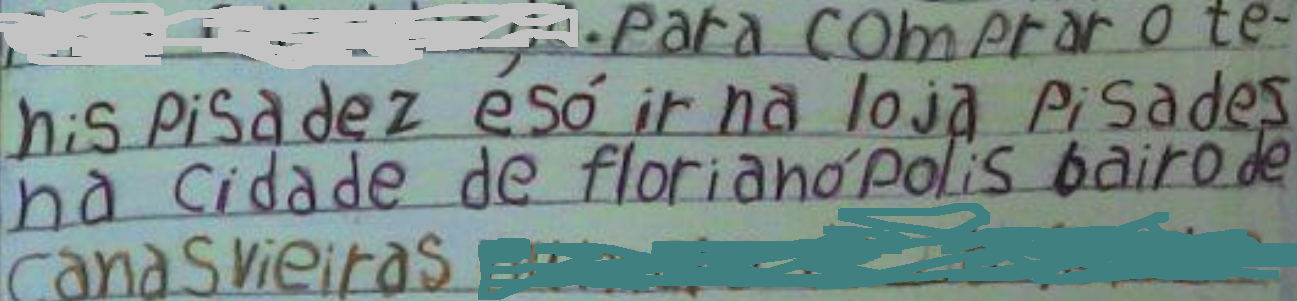 . Para comprar o te-
nis pisadez é só ir na loja pisades
na cidade de florianópolis bairo de
canasvieiras